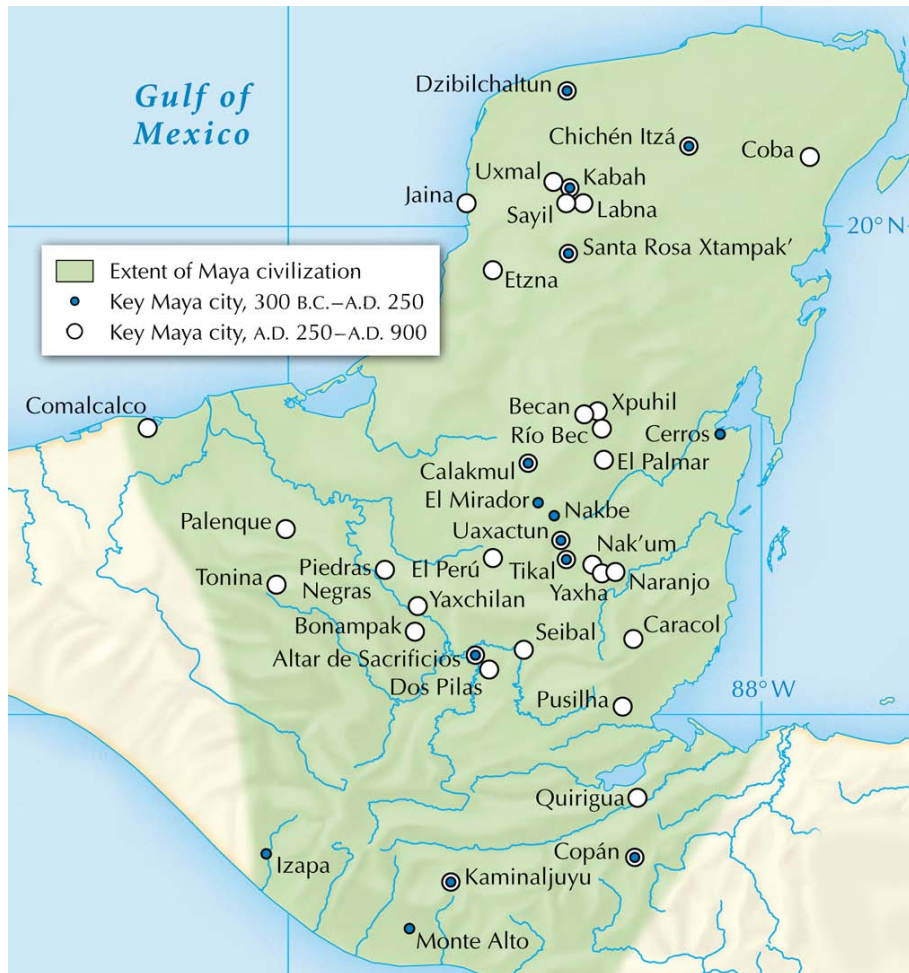 Gulf of
Mexico
Dzibilchaltun
Chichén Itzá
Coba
Uxmal
Kabah
Jaina
Sayil
Labna
20°N
Santa Rosa Xtampak’
Etzna
Extent of Maya civilization
Key Maya city, 300 B.C.–A.D. 250
Key Maya city, A.D. 250–A.D. 900
Comalcalco
Becan
Xpuhil
Río Bec
Cerros
El Palmar
Calakmul
El Mirador
Nakbe
Uaxactun
Palenque
Nak’um
Piedras
Negras
El Perú
Tikal
Tonina
Yaxha
Naranjo
Yaxchilan
Bonampak
Seibal
Caracol
Altar de Sacrificios
Dos Pilas
88°W
Pusilha
Quirigua
Copán
Izapa
Kaminaljuyu
Monte Alto